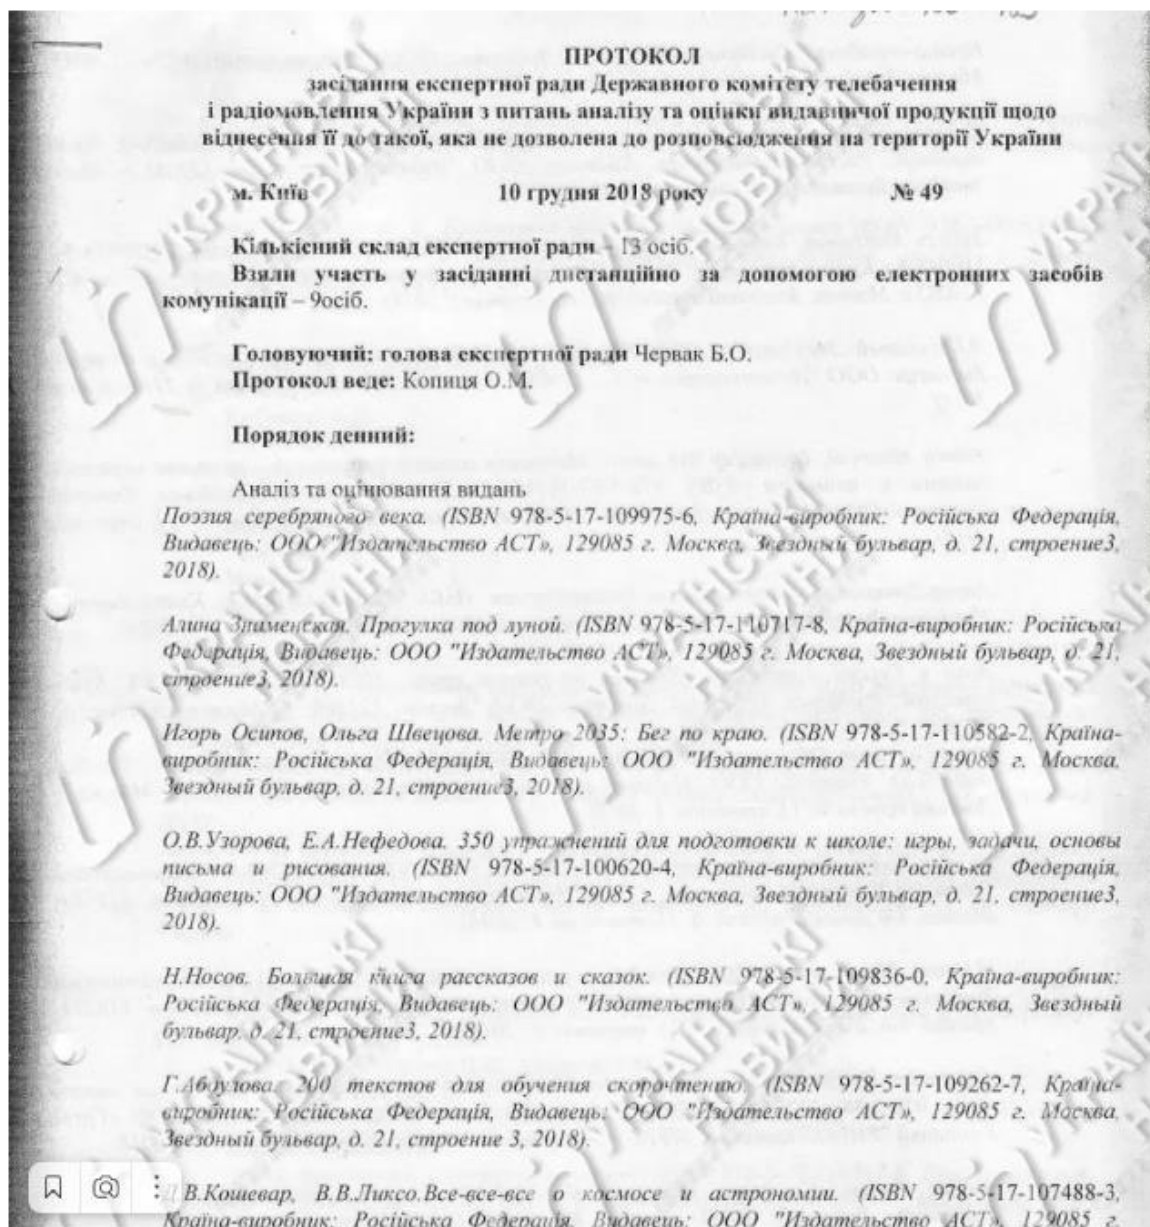 ПРОТОКОЛ
засідання експертної ради Державного комітету телебачення
і радіомовлення України з питань аналізу та оцінки видавничої продукції щодо
віднесення її до такої, яка не дозволена до розповсюдження на території України
м. Київ 10 грудня 2018 року № 49
Кількісний склад експертної ради – 13 осіб.
Взяли участь у засіданні дистанційно за допомогою електронних засобів
комунікації – 9осіб.
Головуючий: голова експертної ради Червак Б.О.
Протокол веде: Копиця О.М.
Порядок денний:
Аналіз та оцінювання видань
Поэзия серебряного века. (ISBN 978-5-17-109975-6, Країна-виробник: Російська Федерація,
Видавець: ООО "Издательство АСТ», 129085 г. Москва, Звездный бульвар, д. 21, строение3,
2018).
Алина Знаменская. Прогулка под луной. (ISBN 978-5-17-110717-8, Країна-виробник: Російська
Федерація, Видавець: ООО "Издательство АСТ», 129085 г. Москва, Звездный бульвар, д. 21,
строение3, 2018).
Игорь Осипов, Ольга Швецова. Метро 2035: Бег по краю. (ISBN 978-5-17-110582-2, Країна-
виробник: Російська Федерація, Видавець: ООО "Издательство АСТ», 129085 г. Москва,
Звездный бульвар, д. 21, строение3, 2018).
О.В.Узорова, Е.А.Нефедова. 350 упражнений для подготовки к школе: игры, задачи, основы
письма и рисования. (ISBN 978-5-17-100620-4, Країна-виробник: Російська Федерація,
Видавець: ООО "Издательство АСТ», 129085 г. Москва, Звездный бульвар, д. 21, строение3,
2018).
Н.Носов. Большая книга рассказов и сказок. (ISBN 978-5-17-109836-0, Країна-виробник:
Російська Федерація, Видавець: ООО "Издательство АСТ», 129085 г. Москва, Звездный
бульвар, д. 21, строение3, 2018).
Г.Абдулова. 200 текстов для обучения скорочтению. (ISBN 978-5-17-109262-7, Країна-
виробник: Російська Федерація, Видавець: ООО "Издательство АСТ», 129085 г. Москва,
Звездный бульвар, д. 21, строение 3, 2018).
Д.В.Кошевар, В.В.Ликсо.Все-все-все о космосе и астрономии. (ISBN 978-5-17-107488-3,
Країна-виробник: Російська Федерація, Видавець: ООО "Издательство АСТ», 129085 г.
УКРАЇНСЬКІ НОВИНИ